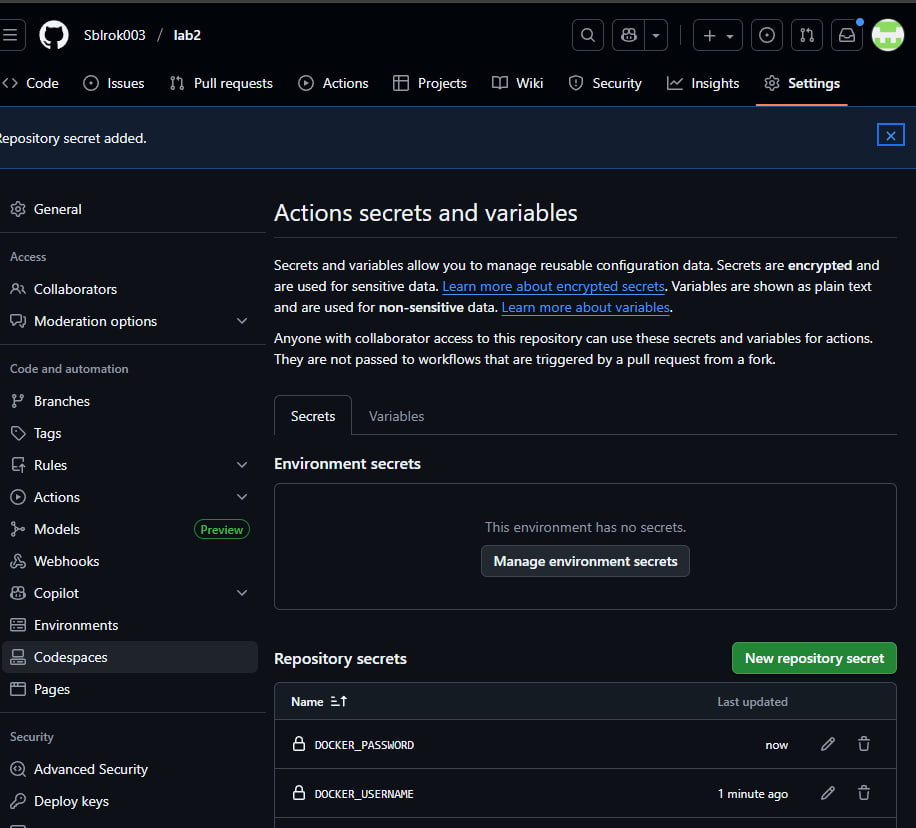 Sblrok003 / lab2
Code Issues Pull requests Actions Projects Wiki Security Insights Settings
Repository secret added.
General
Access
Collaborators
Moderation options
Code and automation
Branches
Tags
Rules
Actions
Models Preview
Webhooks
Copilot
Environments
Codespaces
Pages
Security
Advanced Security
Deploy keys
Actions secrets and variables
Secrets and variables allow you to manage reusable configuration data. Secrets are encrypted and
are used for sensitive data. Learn more about encrypted secrets. Variables are shown as plain text
and are used for non-sensitive data. Learn more about variables.
Anyone with collaborator access to this repository can use these secrets and variables for actions.
They are not passed to workflows that are triggered by a pull request from a fork.
Secrets Variables
Environment secrets
This environment has no secrets.
Manage environment secrets
Repository secrets New repository secret
Name Last updated
DOCKER_PASSWORD now
DOCKER_USERNAME 1 minute ago